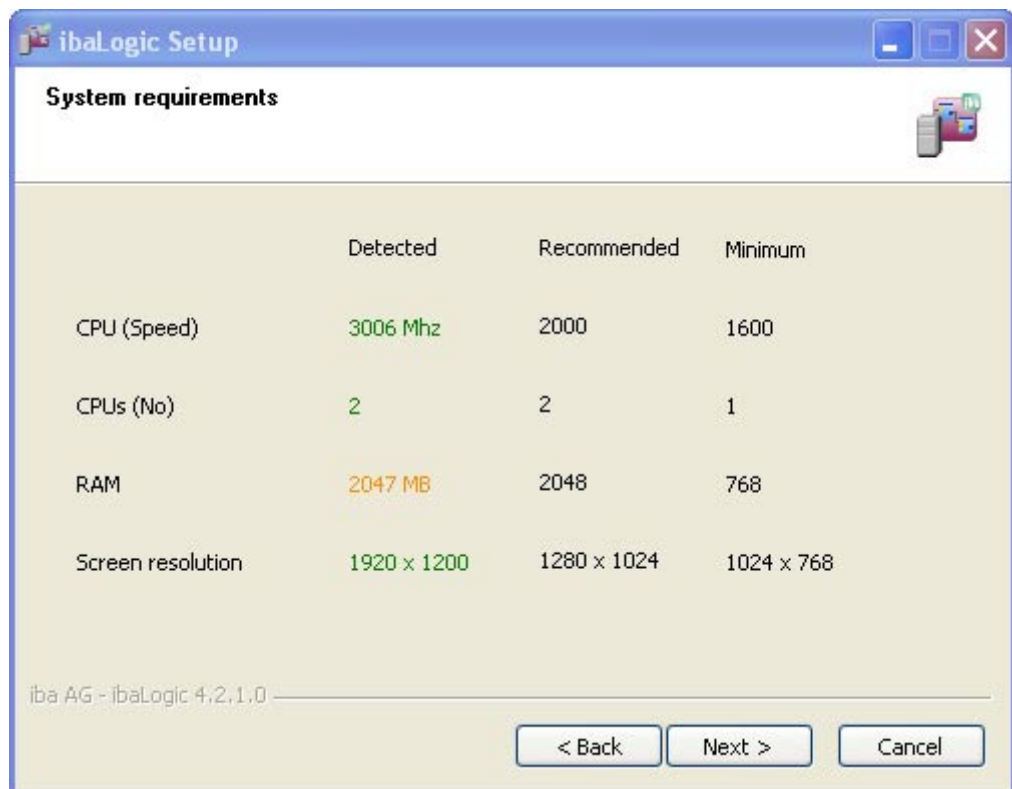 ibaLogic Setup
System requirements
Detected Recommended Minimum
CPU (Speed) 3006 Mhz 2000 1600
CPUs (No) 2 2 1
RAM 2047 MB 2048 768
Screen resolution 1920 x 1200 1280 x 1024 1024 x 768
iba AG - ibaLogic 4.2.1.0
< Back Next > Cancel